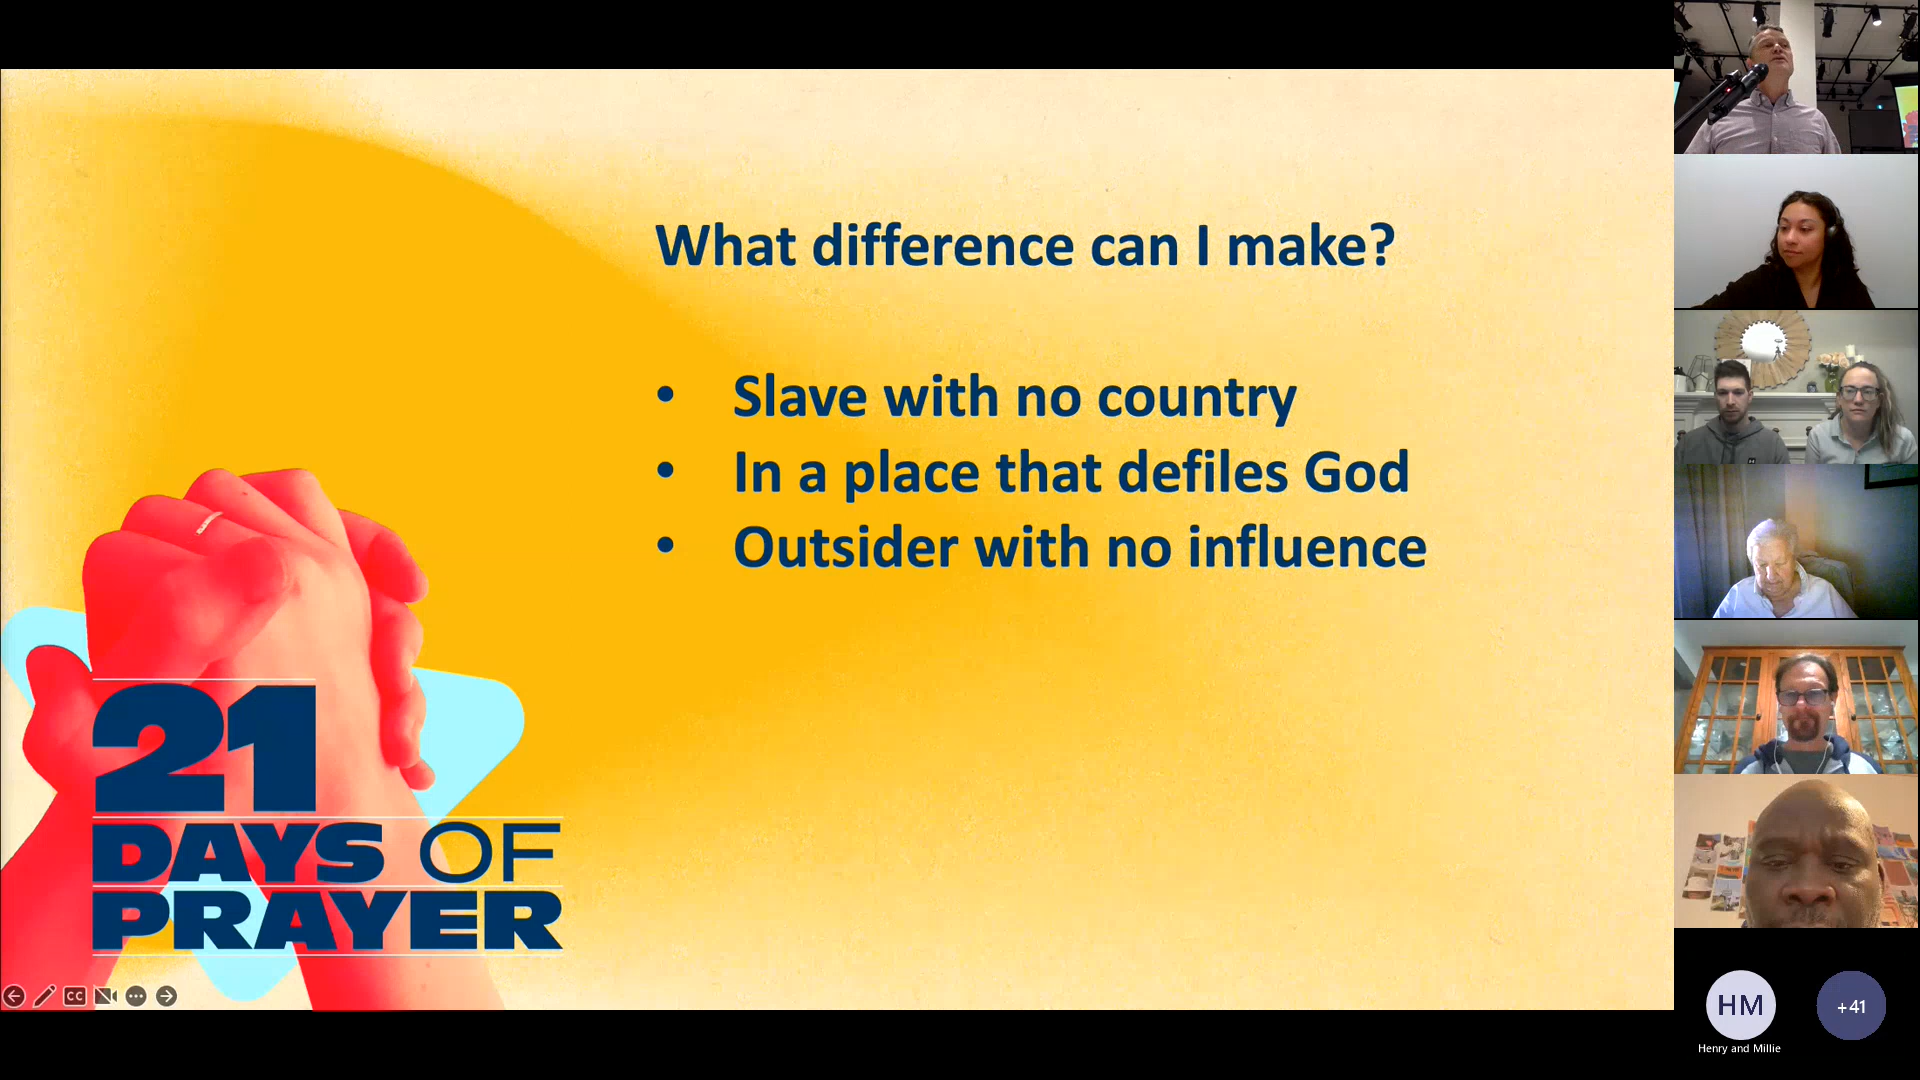 What difference can I make?
• Slave with no country
• In a place that defiles God
• Outsider with no influence
21
DAYS OF
PRAYER
CC
HM
+41
Henry and Millie